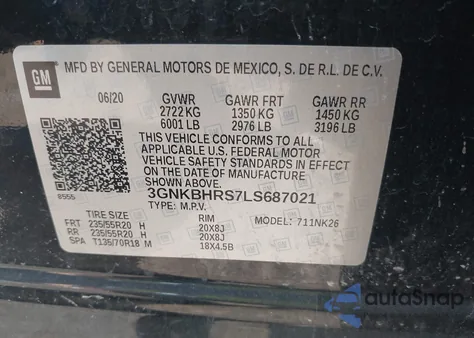 GM
MFD BY GENERAL MOTORS DE MEXICO, S. DE R.L. DE C.V.
06/20 GVWR GAWR FRT GAWR RR
2722 KG 1350 KG 1450 KG
6001 LB 2976 LB 3196 LB
THIS VEHICLE CONFORMS TO ALL
APPLICABLE U.S. FEDERAL MOTOR
VEHICLE SAFETY STANDARDS IN
EFFECT ON THE DATE OF
MANUFACTURE SHOWN ABOVE.
8555 3GNKBHRS7LS687021
TYPE: M.P.V. MODEL: 711NK26
TIRE SIZE RIM
FRT 235/55R20 H 20X8J
RR 235/55R20 H 20X8J
SPA T135/70R18 M 18X4.5B
autoSnap